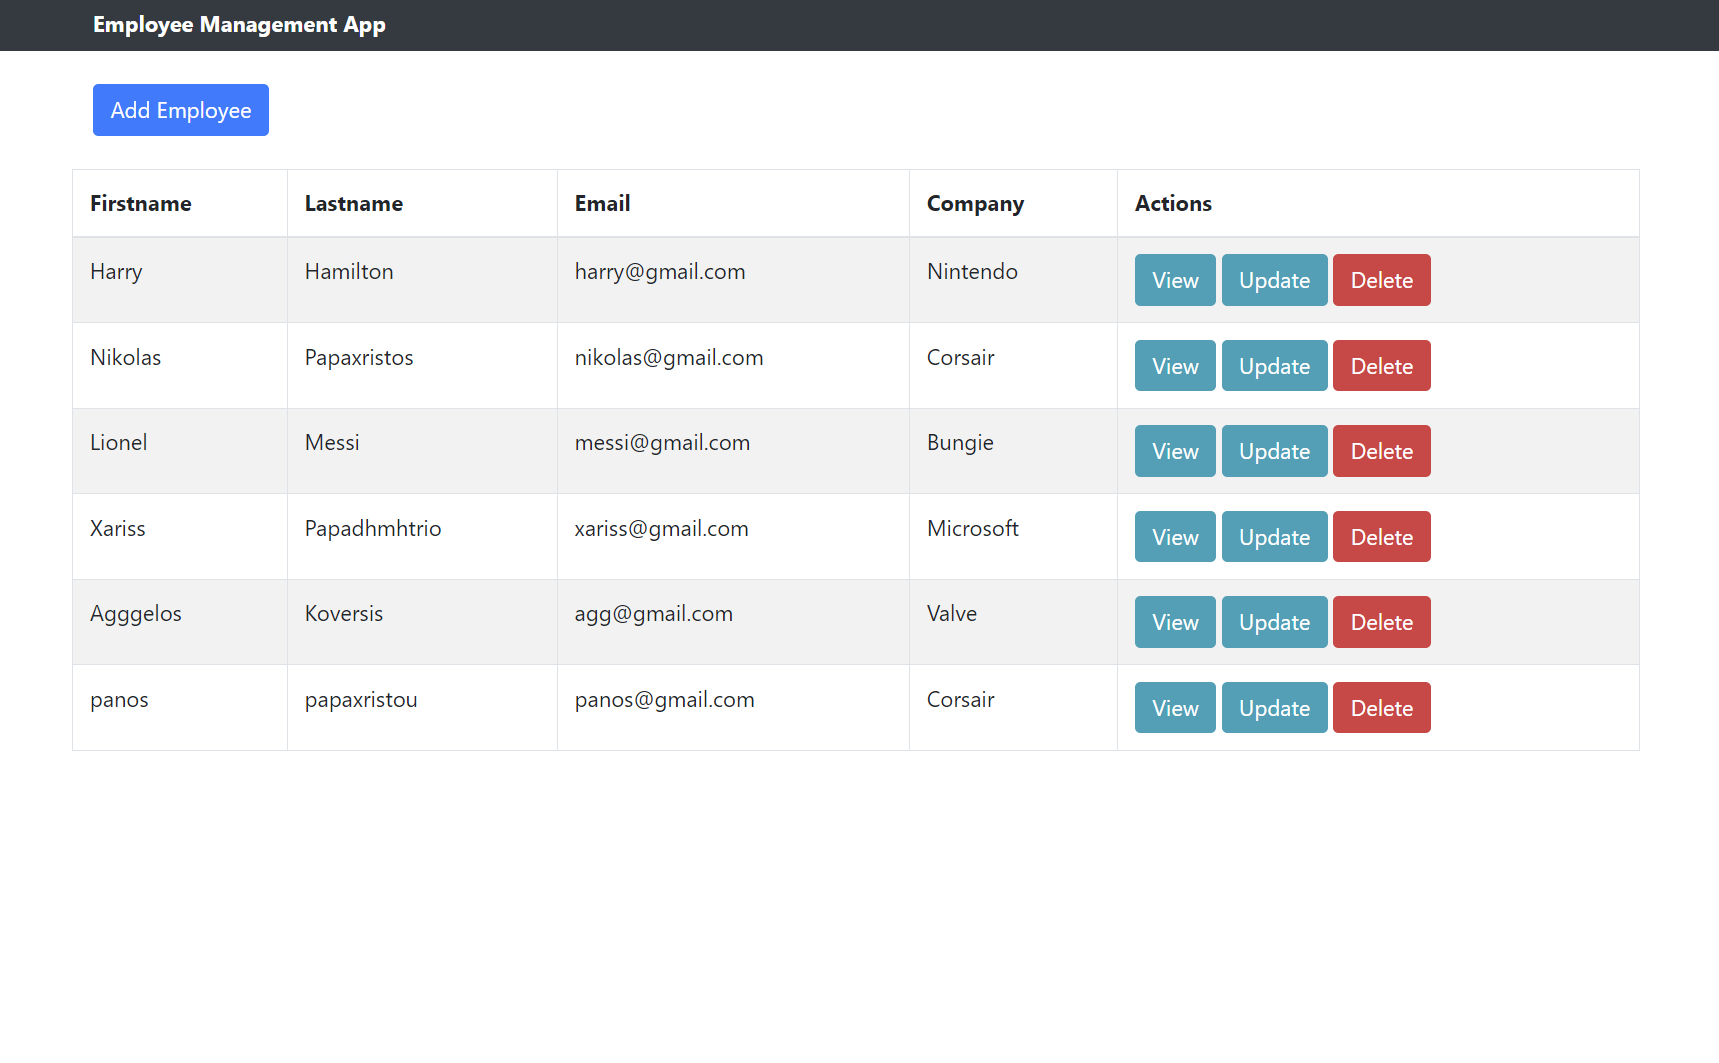 Employee Management App
Add Employee
Firstname Lastname Email Company Actions
Harry Hamilton harry@gmail.com Nintendo View Update Delete
Nikolas Papaxristos nikolas@gmail.com Corsair View Update Delete
Lionel Messi messi@gmail.com Bungie View Update Delete
Xariss Papadhmhtrio xariss@gmail.com Microsoft View Update Delete
Agggelos Koversis agg@gmail.com Valve View Update Delete
panos papaxristou panos@gmail.com Corsair View Update Delete